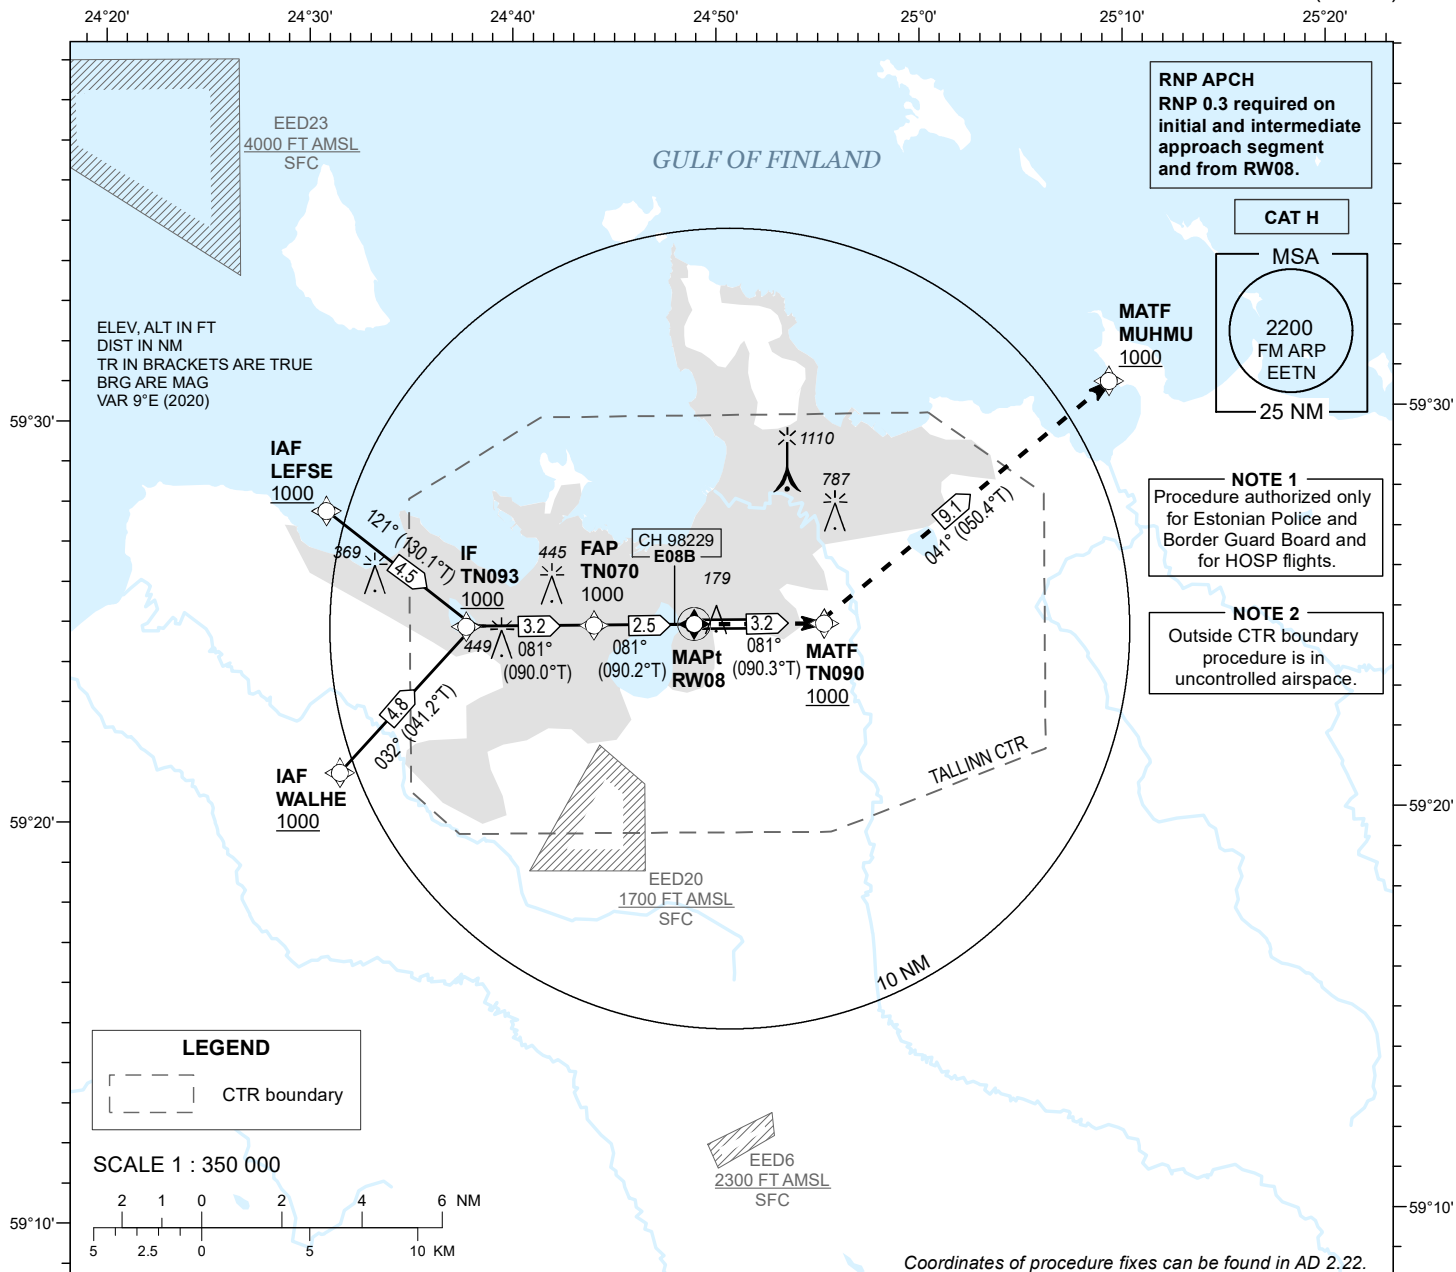 24°20'
24°30'
24°40'
24°50'
25°0'
25°10'
RNP APCH
RNP 0.3 required on
initial and intermediate
approach segment
and from RW08.
EED23
4000 FT AMSL
SFC
GULF OF FINLAND
CAT H
MSA
2200
FM ARP
EETN
25 NM
ELEV, ALT IN FT
DIST IN NM
TR IN BRACKETS ARE TRUE
BRG ARE MAG
VAR 9°E (2020)
MATF
MUHMU
1000
59°30'
59°30'
IAF
LEFSE
1000
1110
787
NOTE 1
Procedure authorized only
for Estonian Police and
Border Guard Board and
for HOSP flights.
121° (130.1°T)
4.5
369
IF
TN093
1000
445
FAP
TN070
1000
CH 98229
E08B
179
9.1
041° (050.4°T)
3.2
2.5
3.2
449
081°
(090.0°T)
081°
(090.2°T)
MAPt
RW08
081°
(090.3°T)
MATF
TN090
1000
NOTE 2
Outside CTR boundary
procedure is in
uncontrolled airspace.
4.8
032° (041.2°T)
IAF
WALHE
1000
TALLINN CTR
59°20'
59°20'
EED20
1700 FT AMSL
SFC
10 NM
LEGEND
CTR boundary
SCALE 1 : 350 000
2 1 0 2 4 6 NM
5 2.5 0 5 10 KM
EED6
2300 FT AMSL
SFC
59°10'
59°10'
Coordinates of procedure fixes can be found in AD 2.22.